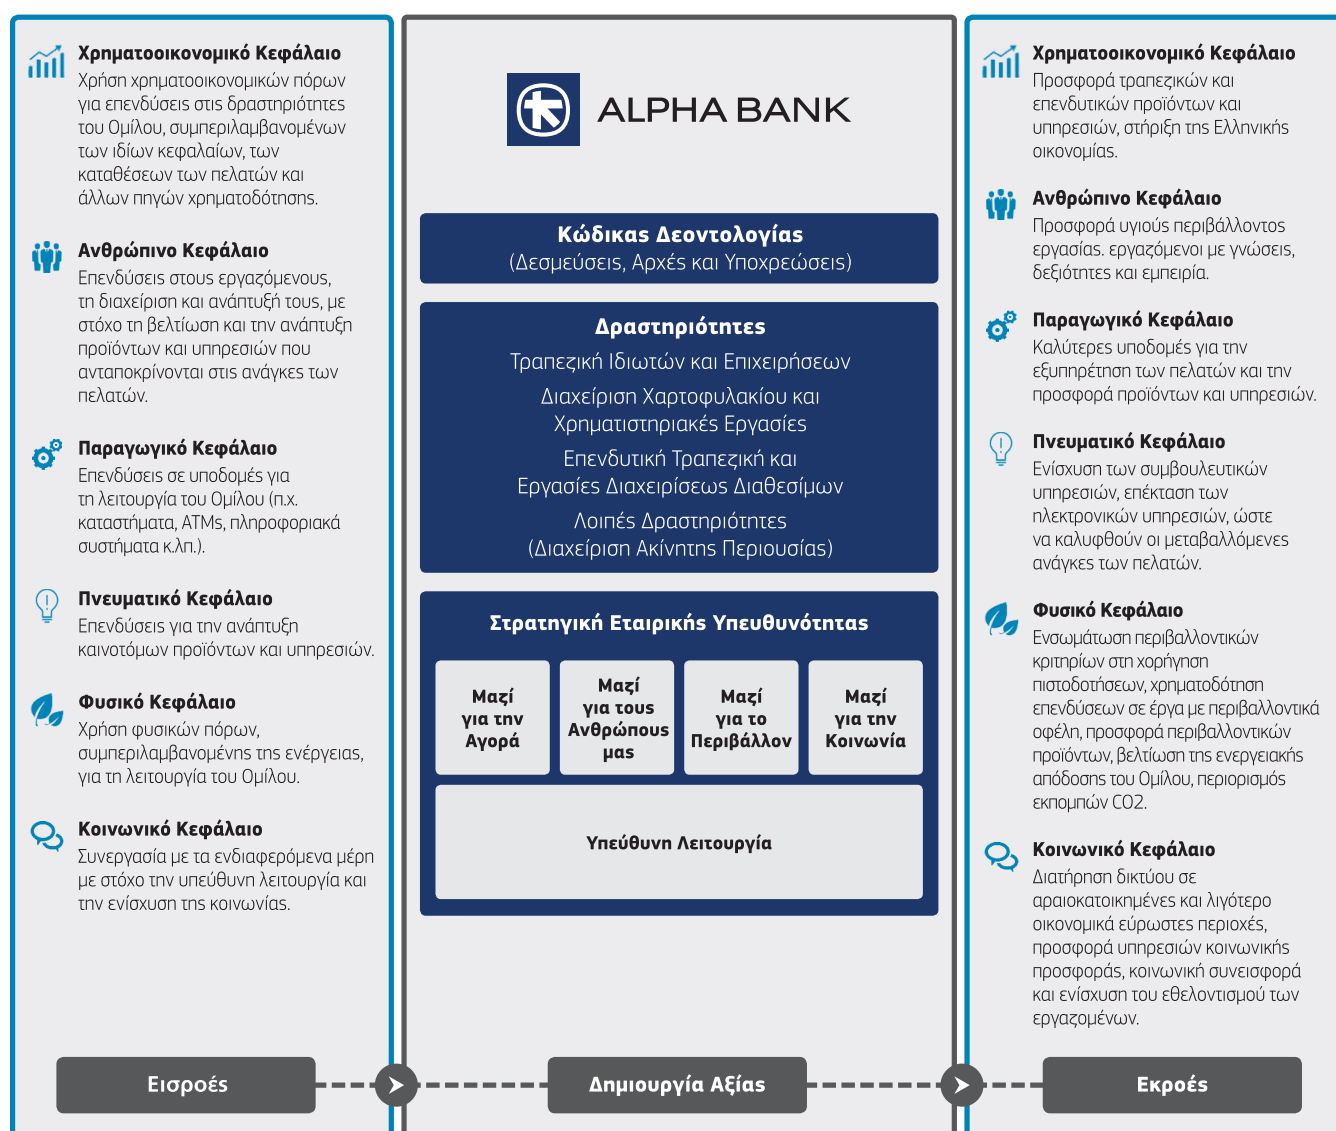 Χρηματοοικονομικό Κεφάλαιο
Χρήση χρηματοοικονομικών πόρων
για επενδύσεις στις δραστηριότητες
του Ομίλου, συμπεριλαμβανομένων
των ιδίων κεφαλαίων, των
καταθέσεων των πελατών και
άλλων πηγών χρηματοδότησης.
Ανθρώπινο Κεφάλαιο
Επενδύσεις στους εργαζόμενους,
τη διαχείριση και ανάπτυξή τους, με
στόχο τη βελτίωση και την ανάπτυξη
προϊόντων και υπηρεσιών που
ανταποκρίνονται στις ανάγκες των
πελατών.
Παραγωγικό Κεφάλαιο
Επενδύσεις σε υποδομές για
τη λειτουργία του Ομίλου (π.χ.
καταστήματα, ATMs, πληροφοριακά
συστήματα κ.λπ.).
Πνευματικό Κεφάλαιο
Επενδύσεις για την ανάπτυξη
καινοτόμων προϊόντων και υπηρεσιών.
Φυσικό Κεφάλαιο
Χρήση φυσικών πόρων,
συμπεριλαμβανομένης της ενέργειας,
για τη λειτουργία του Ομίλου.
Κοινωνικό Κεφάλαιο
Συνεργασία με τα ενδιαφερόμενα μέρη
με στόχο την υπεύθυνη λειτουργία και
την ενίσχυση της κοινωνίας.
Εισροές
ALPHA BANK
Κώδικας Δεοντολογίας
(Δεσμεύσεις, Αρχές και Υποχρεώσεις)
Δραστηριότητες
Τραπεζική Ιδιωτών και Επιχειρήσεων
Διαχείριση Χαρτοφυλακίου και
Χρηματιστηριακές Εργασίες
Επενδυτική Τραπεζική και
Εργασίες Διαχειρίσεως Διαθεσίμων
Λοιπές Δραστηριότητες
(Διαχείριση Ακίνητης Περιουσίας)
Στρατηγική Εταιρικής Υπευθυνότητας
Μαζί
για την
Αγορά
Μαζί
για τους
Ανθρώπους
μας
Μαζί
για το
Περιβάλλον
Μαζί
για την
Κοινωνία
Υπεύθυνη Λειτουργία
Δημιουργία Αξίας
Χρηματοοικονομικό Κεφάλαιο
Προσφορά τραπεζικών και
επενδυτικών προϊόντων και
υπηρεσιών, στήριξη της Ελληνικής
οικονομίας.
Ανθρώπινο Κεφάλαιο
Προσφορά υγιούς περιβάλλοντος
εργασίας. εργαζόμενοι με γνώσεις,
δεξιότητες και εμπειρία.
Παραγωγικό Κεφάλαιο
Καλύτερες υποδομές για την
εξυπηρέτηση των πελατών και την
προσφορά προϊόντων και υπηρεσιών.
Πνευματικό Κεφάλαιο
Ενίσχυση των συμβουλευτικών
υπηρεσιών, επέκταση των
ηλεκτρονικών υπηρεσιών, ώστε
να καλυφθούν οι μεταβαλλόμενες
ανάγκες των πελατών.
Φυσικό Κεφάλαιο
Ενσωμάτωση περιβαλλοντικών
κριτηρίων στη χορήγηση
πιστοδοτήσεων, χρηματοδότηση
επενδύσεων σε έργα με περιβαλλοντικά
οφέλη, προσφορά περιβαλλοντικών
προϊόντων, βελτίωση της ενεργειακής
απόδοσης του Ομίλου, περιορισμός
εκπομπών CO2.
Κοινωνικό Κεφάλαιο
Διατήρηση δικτύου σε
αραιοκατοικημένες και λιγότερο
οικονομικά εύρωστες περιοχές,
προσφορά υπηρεσιών κοινωνικής
προσφοράς, κοινωνική συνεισφορά
και ενίσχυση του εθελοντισμού των
εργαζομένων.
Εκροές